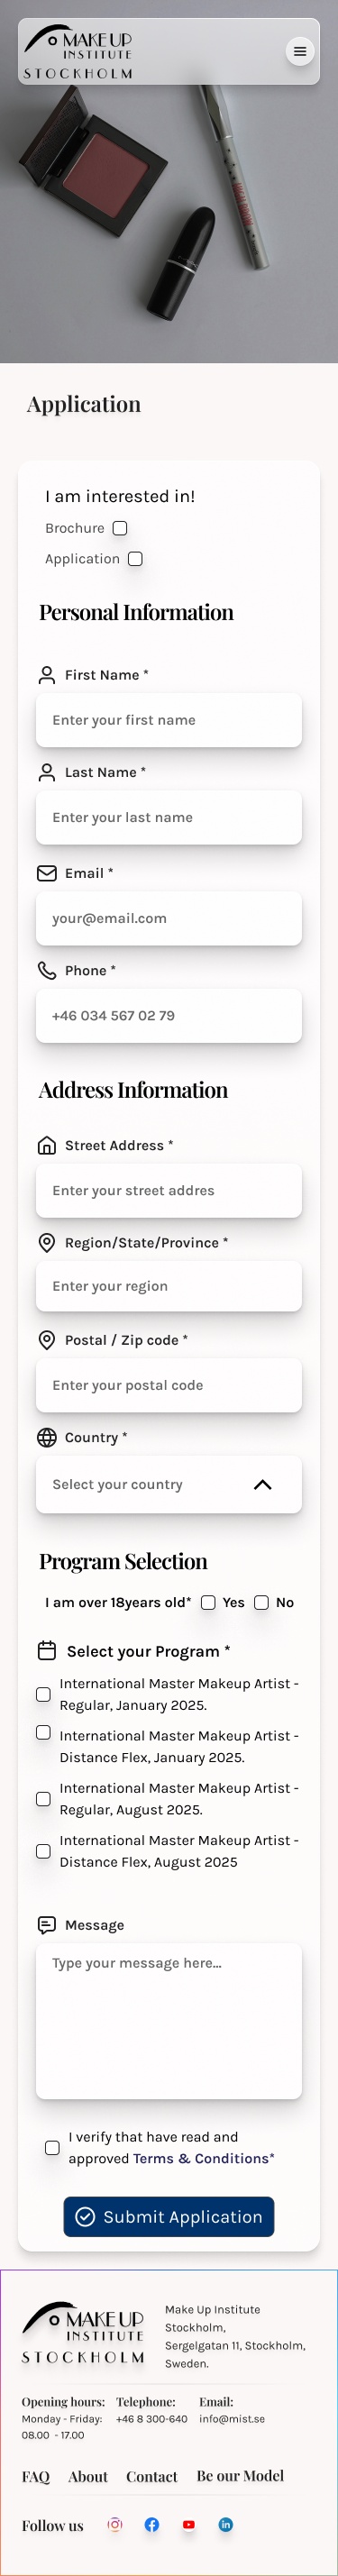 MAKE UP
INSTITUTE
STOCKHOLM
Application
I am interested in!
Brochure
Application
Personal Information
First Name *
Enter your first name
Last Name *
Enter your last name
Email *
your@email.com
Phone *
+46 034 567 02 79
Address Information
Street Address *
Enter your street addres
Region/State/Province *
Enter your region
Postal / Zip code *
Enter your postal code
Country *
Select your country
Program Selection
I am over 18years old* Yes No
Select your Program *
International Master Makeup Artist -
Regular, January 2025.
International Master Makeup Artist -
Distance Flex, January 2025.
International Master Makeup Artist -
Regular, August 2025.
International Master Makeup Artist -
Distance Flex, August 2025
Message
Type your message here...
I verify that have read and
approved Terms & Conditions*
Submit Application
MAKE UP
INSTITUTE
STOCKHOLM
Make Up Institute
Stockholm,
Sergelgatan 11, Stockholm,
Sweden.
Opening hours: Telephone: Email:
Monday - Friday: +46 8 300-640 info@mist.se
08.00 - 17.00
FAQ About Contact Be our Model
Follow us